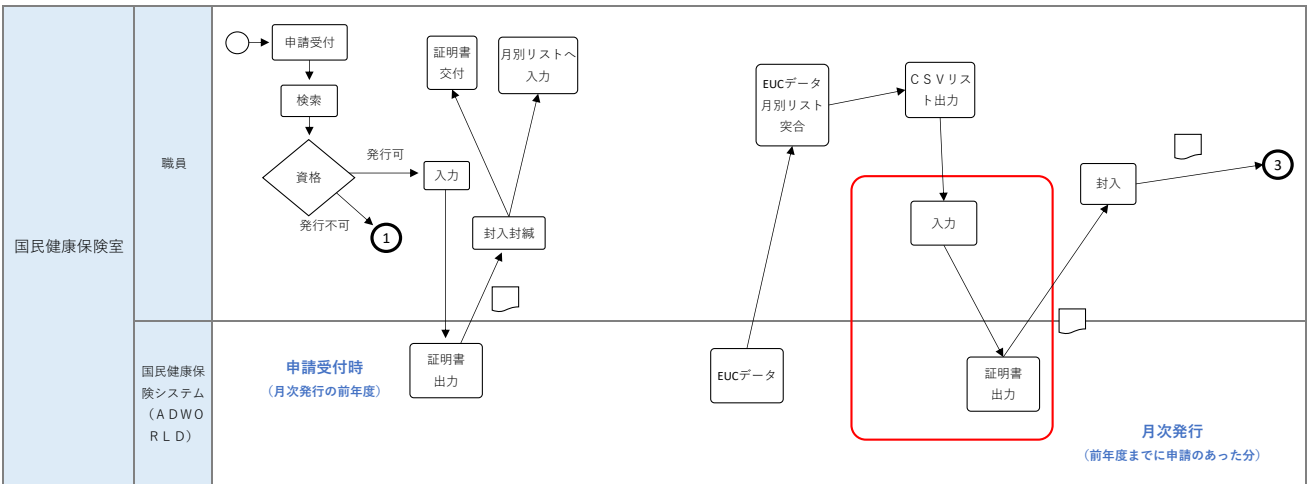 国民健康保険室
職員
申請受付
検索
資格
発行可
発行不可
1
入力
証明書
交付
月別リストへ
入力
封入封緘
証明書
出力
申請受付時
（月次発行の前年度）
国民健康保
険システム
（ＡＤＷＯ
ＲＬＤ）
EUCデータ
月別リスト
突合
ＣＳＶリス
ト出力
入力
封入
3
EUCデータ
証明書
出力
月次発行
（前年度までに申請のあった分）